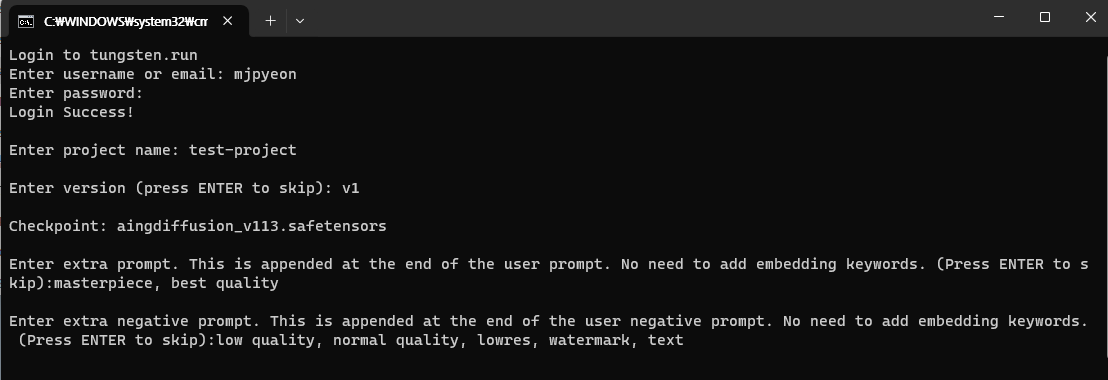 C:\WINDOWS\system32\cm
Login to tungsten.run
Enter username or email: mjpyeon
Enter password:
Login Success!
Enter project name: test-project
Enter version (press ENTER to skip): v1
Checkpoint: aingdiffusion_v113.safetensors
Enter extra prompt. This is appended at the end of the user prompt. No need to add embedding keywords. (Press ENTER to s
kip):masterpiece, best quality
Enter extra negative prompt. This is appended at the end of the user negative prompt. No need to add embedding keywords.
(Press ENTER to skip):low quality, normal quality, lowres, watermark, text